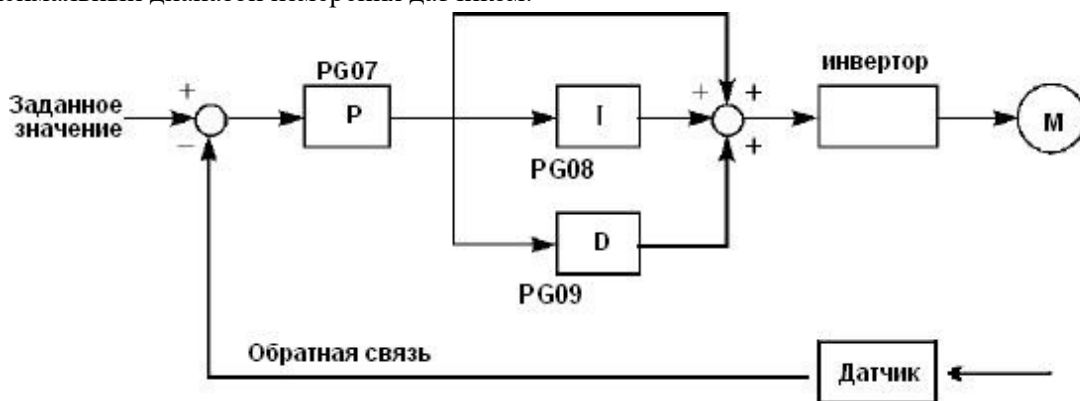 PG07
инвертор
Заданное
значение
+
−
P
I
D
+
+
+
M
PG08
PG09
Обратная связь
Датчик